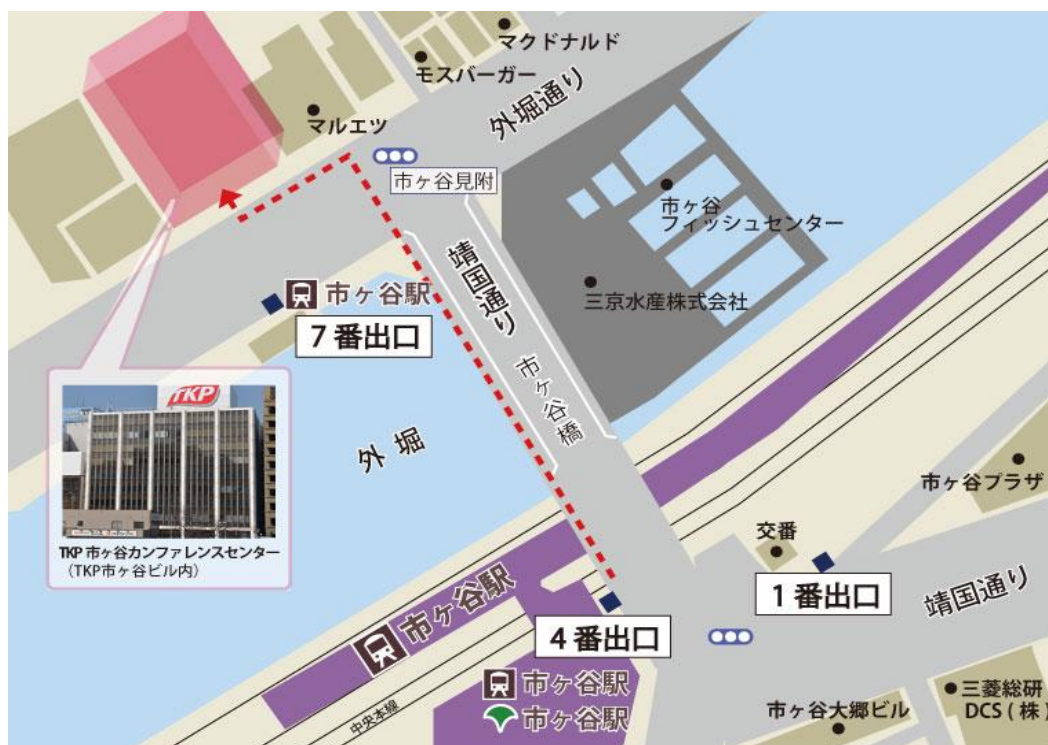 マクドナルド
モスバーガー
外堀通り
マルエツ
市ヶ谷見附
市ヶ谷
フィッシュセンター
靖国通り
市ヶ谷駅
三京水産株式会社
7番出口
市ヶ谷橋
外堀
TKP
TKP 市ヶ谷カンファレンスセンター
（TKP市ヶ谷ビル内）
市ヶ谷プラザ
交番
1番出口
靖国通り
市ヶ谷駅
4番出口
市ヶ谷駅
市ヶ谷駅
中央本線
市ヶ谷大郷ビル
三菱総研
DCS(株)